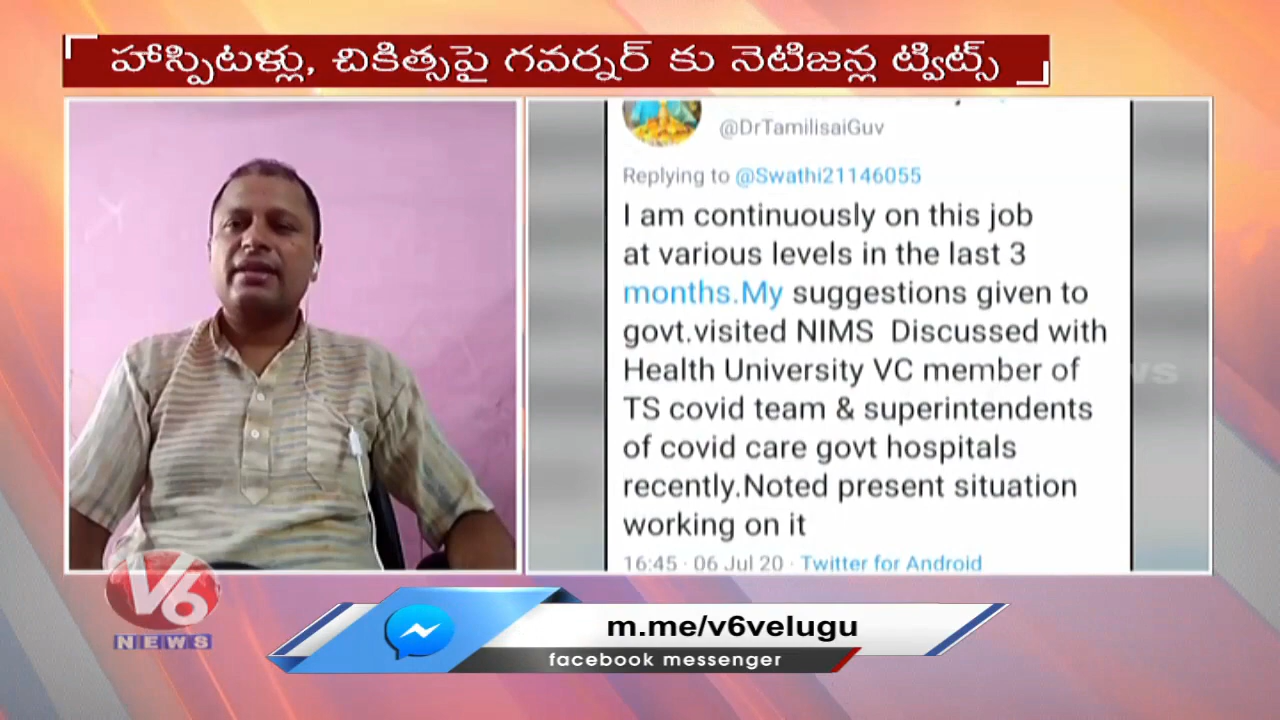 హాస్పిటళ్లు, చికిత్సపై గవర్నర్ కు నెటిజన్ల ట్విట్స్
@DrTamilisaiGuv
Replying to @Swathi21146055
I am continuously on this job
at various levels in the last 3
months.My suggestions given to
govt.visited NIMS Discussed with
Health University VC member of
TS covid team & superintendents
of covid care govt hospitals
recently.Noted present situation
working on it
16:45 · 06 Jul 20 · Twitter for Android
V6
NEWS
m.me/v6velugu
facebook messenger